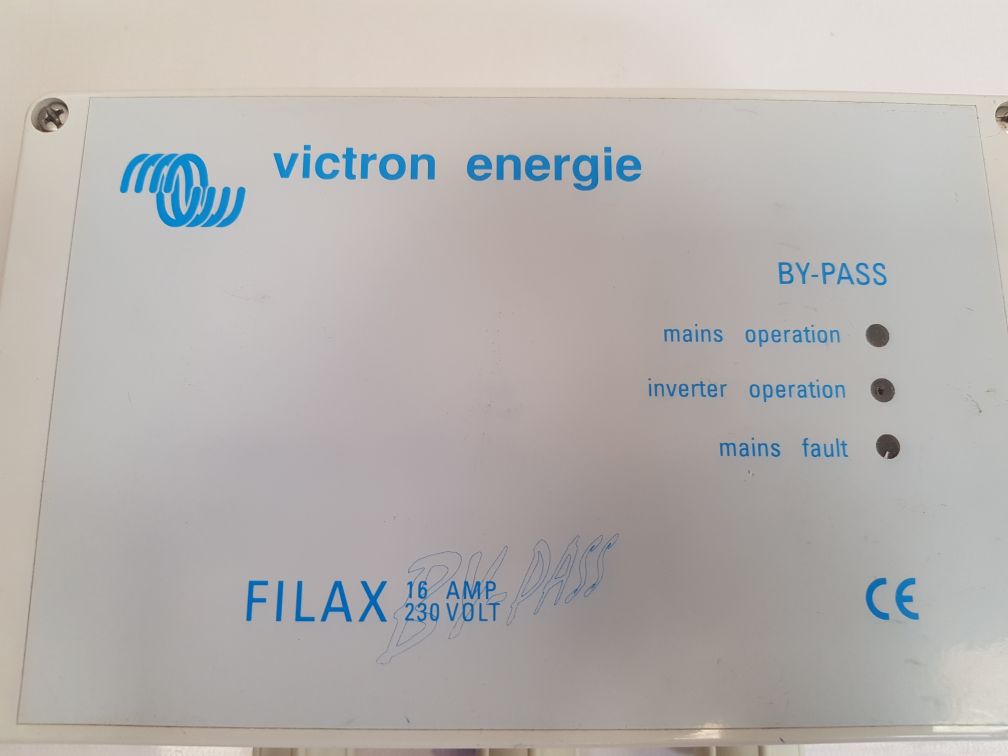 victron energie
BY-PASS
mains operation
inverter operation
mains fault
FILAX 16 AMP
230 VOLT
BY-PASS
CE